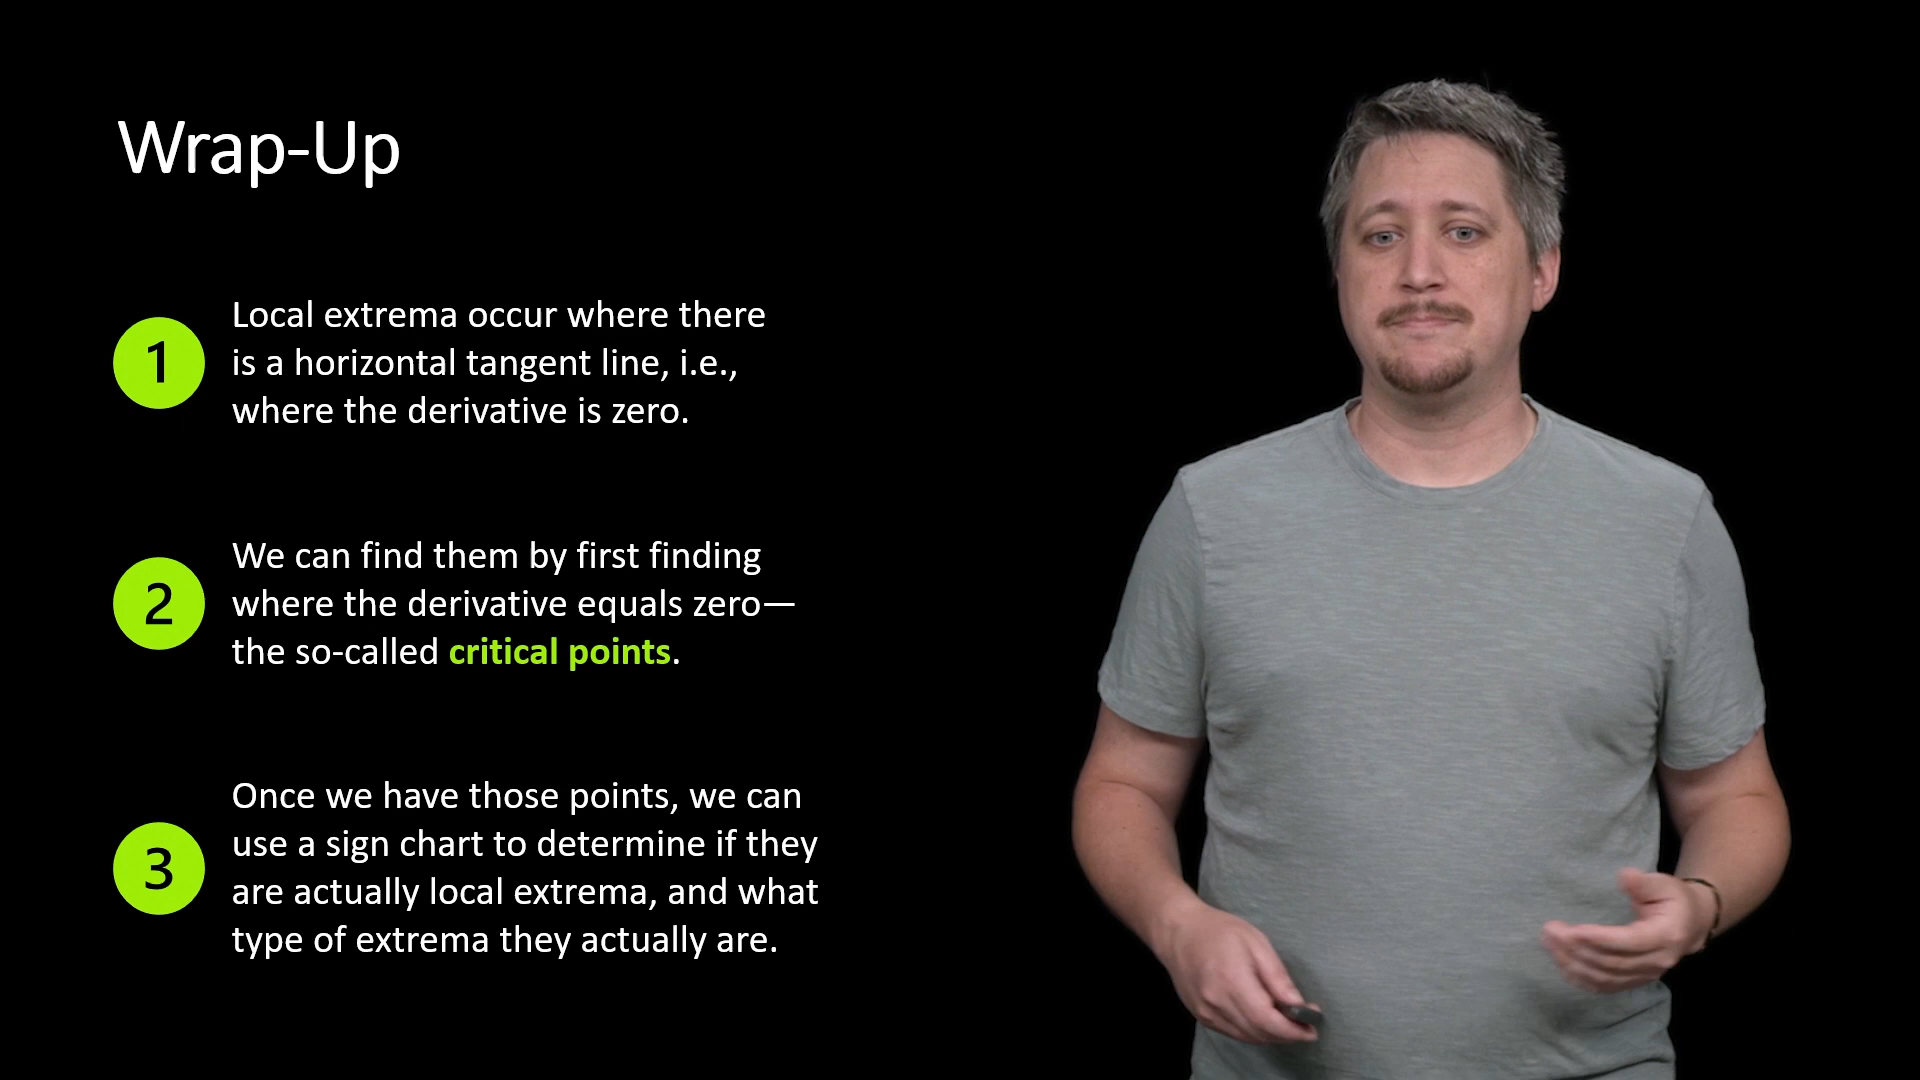 Wrap-Up
1
Local extrema occur where there
is a horizontal tangent line, i.e.,
where the derivative is zero.
2
We can find them by first finding
where the derivative equals zero—
the so-called critical points.
3
Once we have those points, we can
use a sign chart to determine if they
are actually local extrema, and what
type of extrema they actually are.